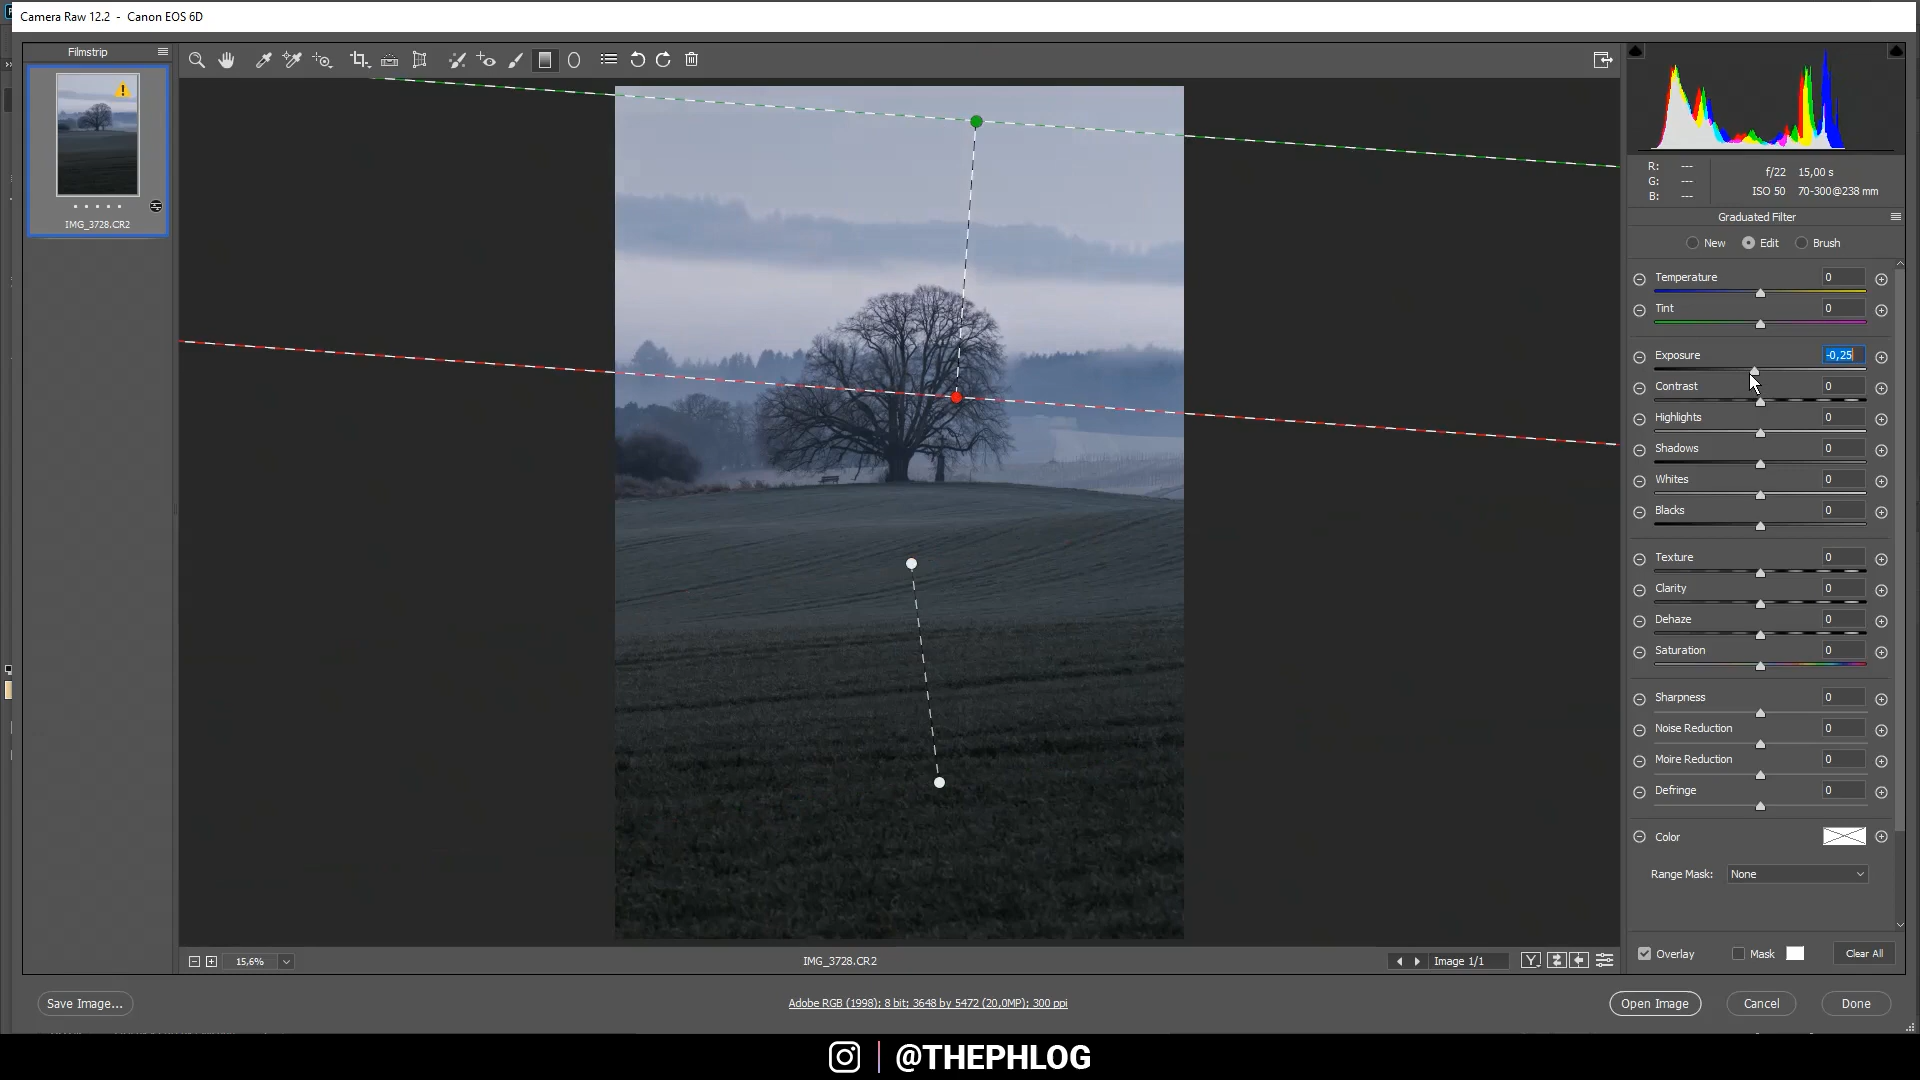 Camera Raw 12.2 - Canon EOS 6D
Filmstrip
IMG_3728.CR2
R: ---
G: ---
B: ---
f/22 15,00 s
ISO 50 70-300@238 mm
Graduated Filter
New Edit Brush
Temperature 0
Tint 0
Exposure -0,25
Contrast 0
Highlights 0
Shadows 0
Whites 0
Blacks 0
Texture 0
Clarity 0
Dehaze 0
Saturation 0
Sharpness 0
Noise Reduction 0
Moire Reduction 0
Defringe 0
Color
Range Mask: None
Overlay Mask Clear All
15,6% IMG_3728.CR2 Image 1/1 Y
Save Image... Adobe RGB (1998); 8 bit; 3648 by 5472 (20,0MP); 300 ppi Open Image Cancel Done
@THEPHLOG